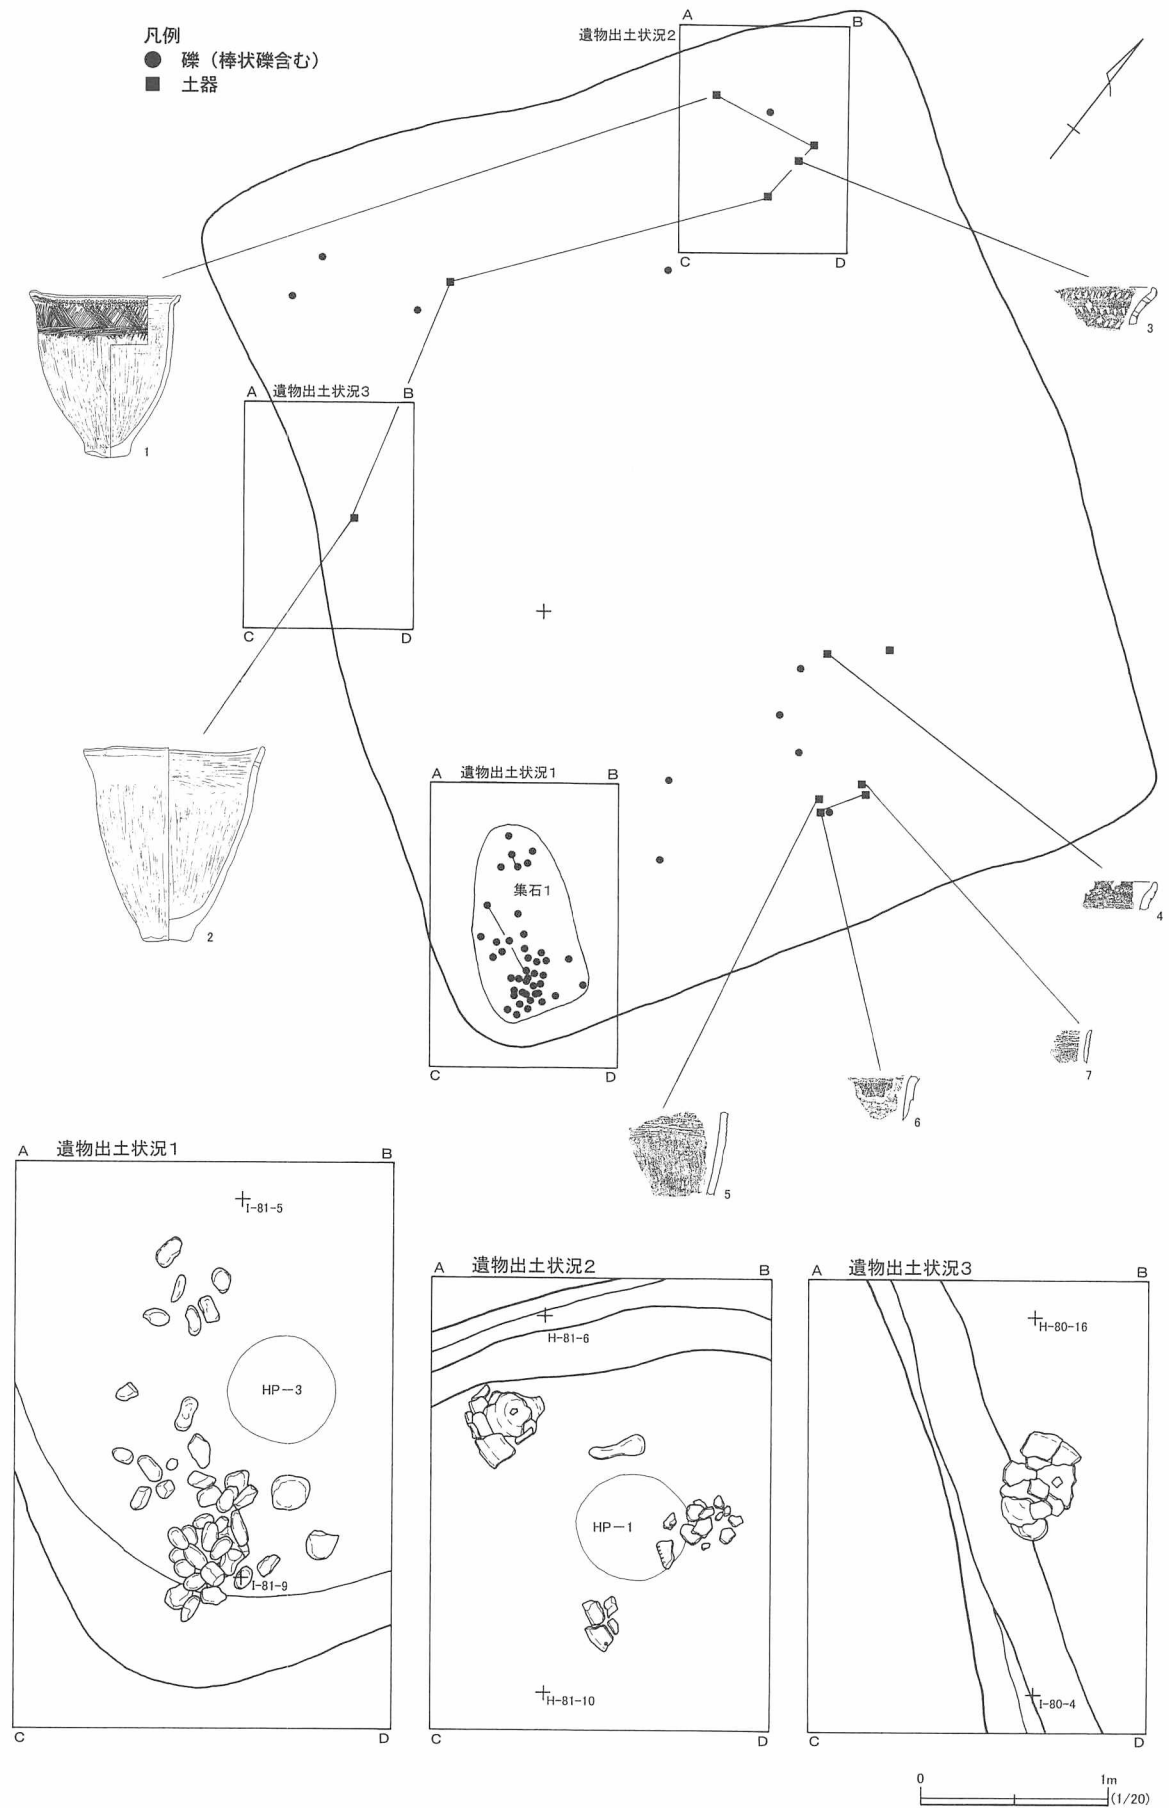 凡例
● 礫（棒状礫含む）
■ 土器
遺物出土状況2
A
B
C
D
3
1
A
遺物出土状況3
B
C
D
2
A
遺物出土状況1
B
集石1
C
D
4
7
6
5
A
遺物出土状況1
B
I-81-5
HP-3
I-81-9
C
D
A
遺物出土状況2
B
H-81-6
HP-1
H-81-10
C
D
A
遺物出土状況3
B
H-80-16
I-80-4
C
D
0
1m
(1/20)